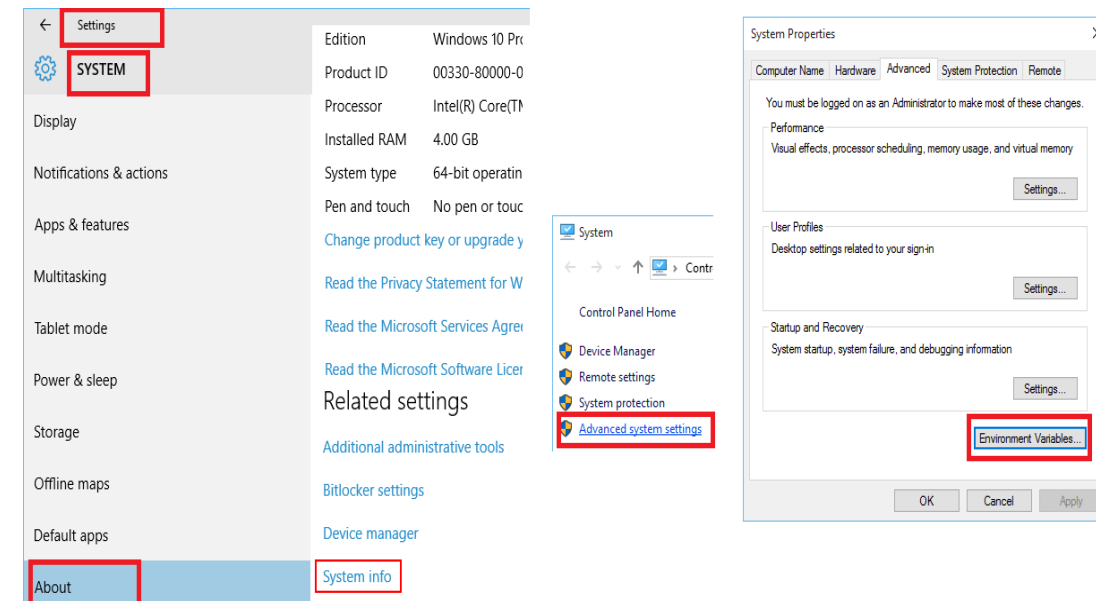 Settings
SYSTEM
Display
Notifications & actions
Apps & features
Multitasking
Tablet mode
Power & sleep
Storage
Offline maps
Default apps
About
Edition Windows 10 Pro
Product ID 00330-80000-0
Processor Intel(R) Core(TM
Installed RAM 4.00 GB
System type 64-bit operatin
Pen and touch No pen or touc
Change product key or upgrade y
Read the Privacy Statement for W
Read the Microsoft Services Agree
Read the Microsoft Software Licen
Related settings
Additional administrative tools
Bitlocker settings
Device manager
System info
System
Contr
Control Panel Home
Device Manager
Remote settings
System protection
Advanced system settings
System Properties
Computer Name Hardware Advanced System Protection Remote
You must be logged on as an Administrator to make most of these changes.
Performance
Visual effects, processor scheduling, memory usage, and virtual memory
Settings...
User Profiles
Desktop settings related to your sign-in
Settings...
Startup and Recovery
System startup, system failure, and debugging information
Settings...
Environment Variables...
OK Cancel Apply